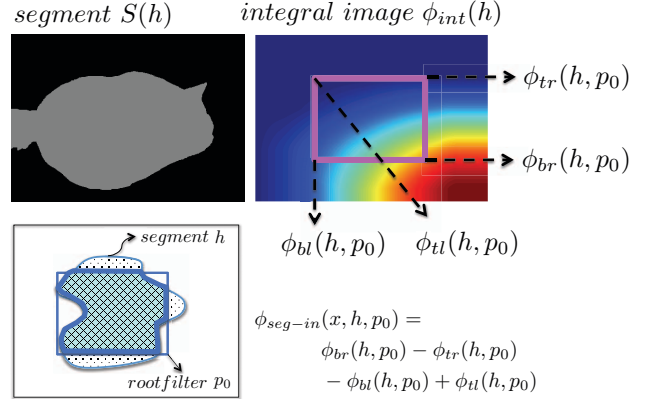 segment S(h)
integral image ϕ_int(h)
ϕ_tr(h, p_0)
ϕ_br(h, p_0)
ϕ_bl(h, p_0)
ϕ_tl(h, p_0)
segment h
rootfilter p_0
ϕ_seg−in(x, h, p_0) =
ϕ_br(h, p_0) − ϕ_tr(h, p_0)
− ϕ_bl(h, p_0) + ϕ_tl(h, p_0)